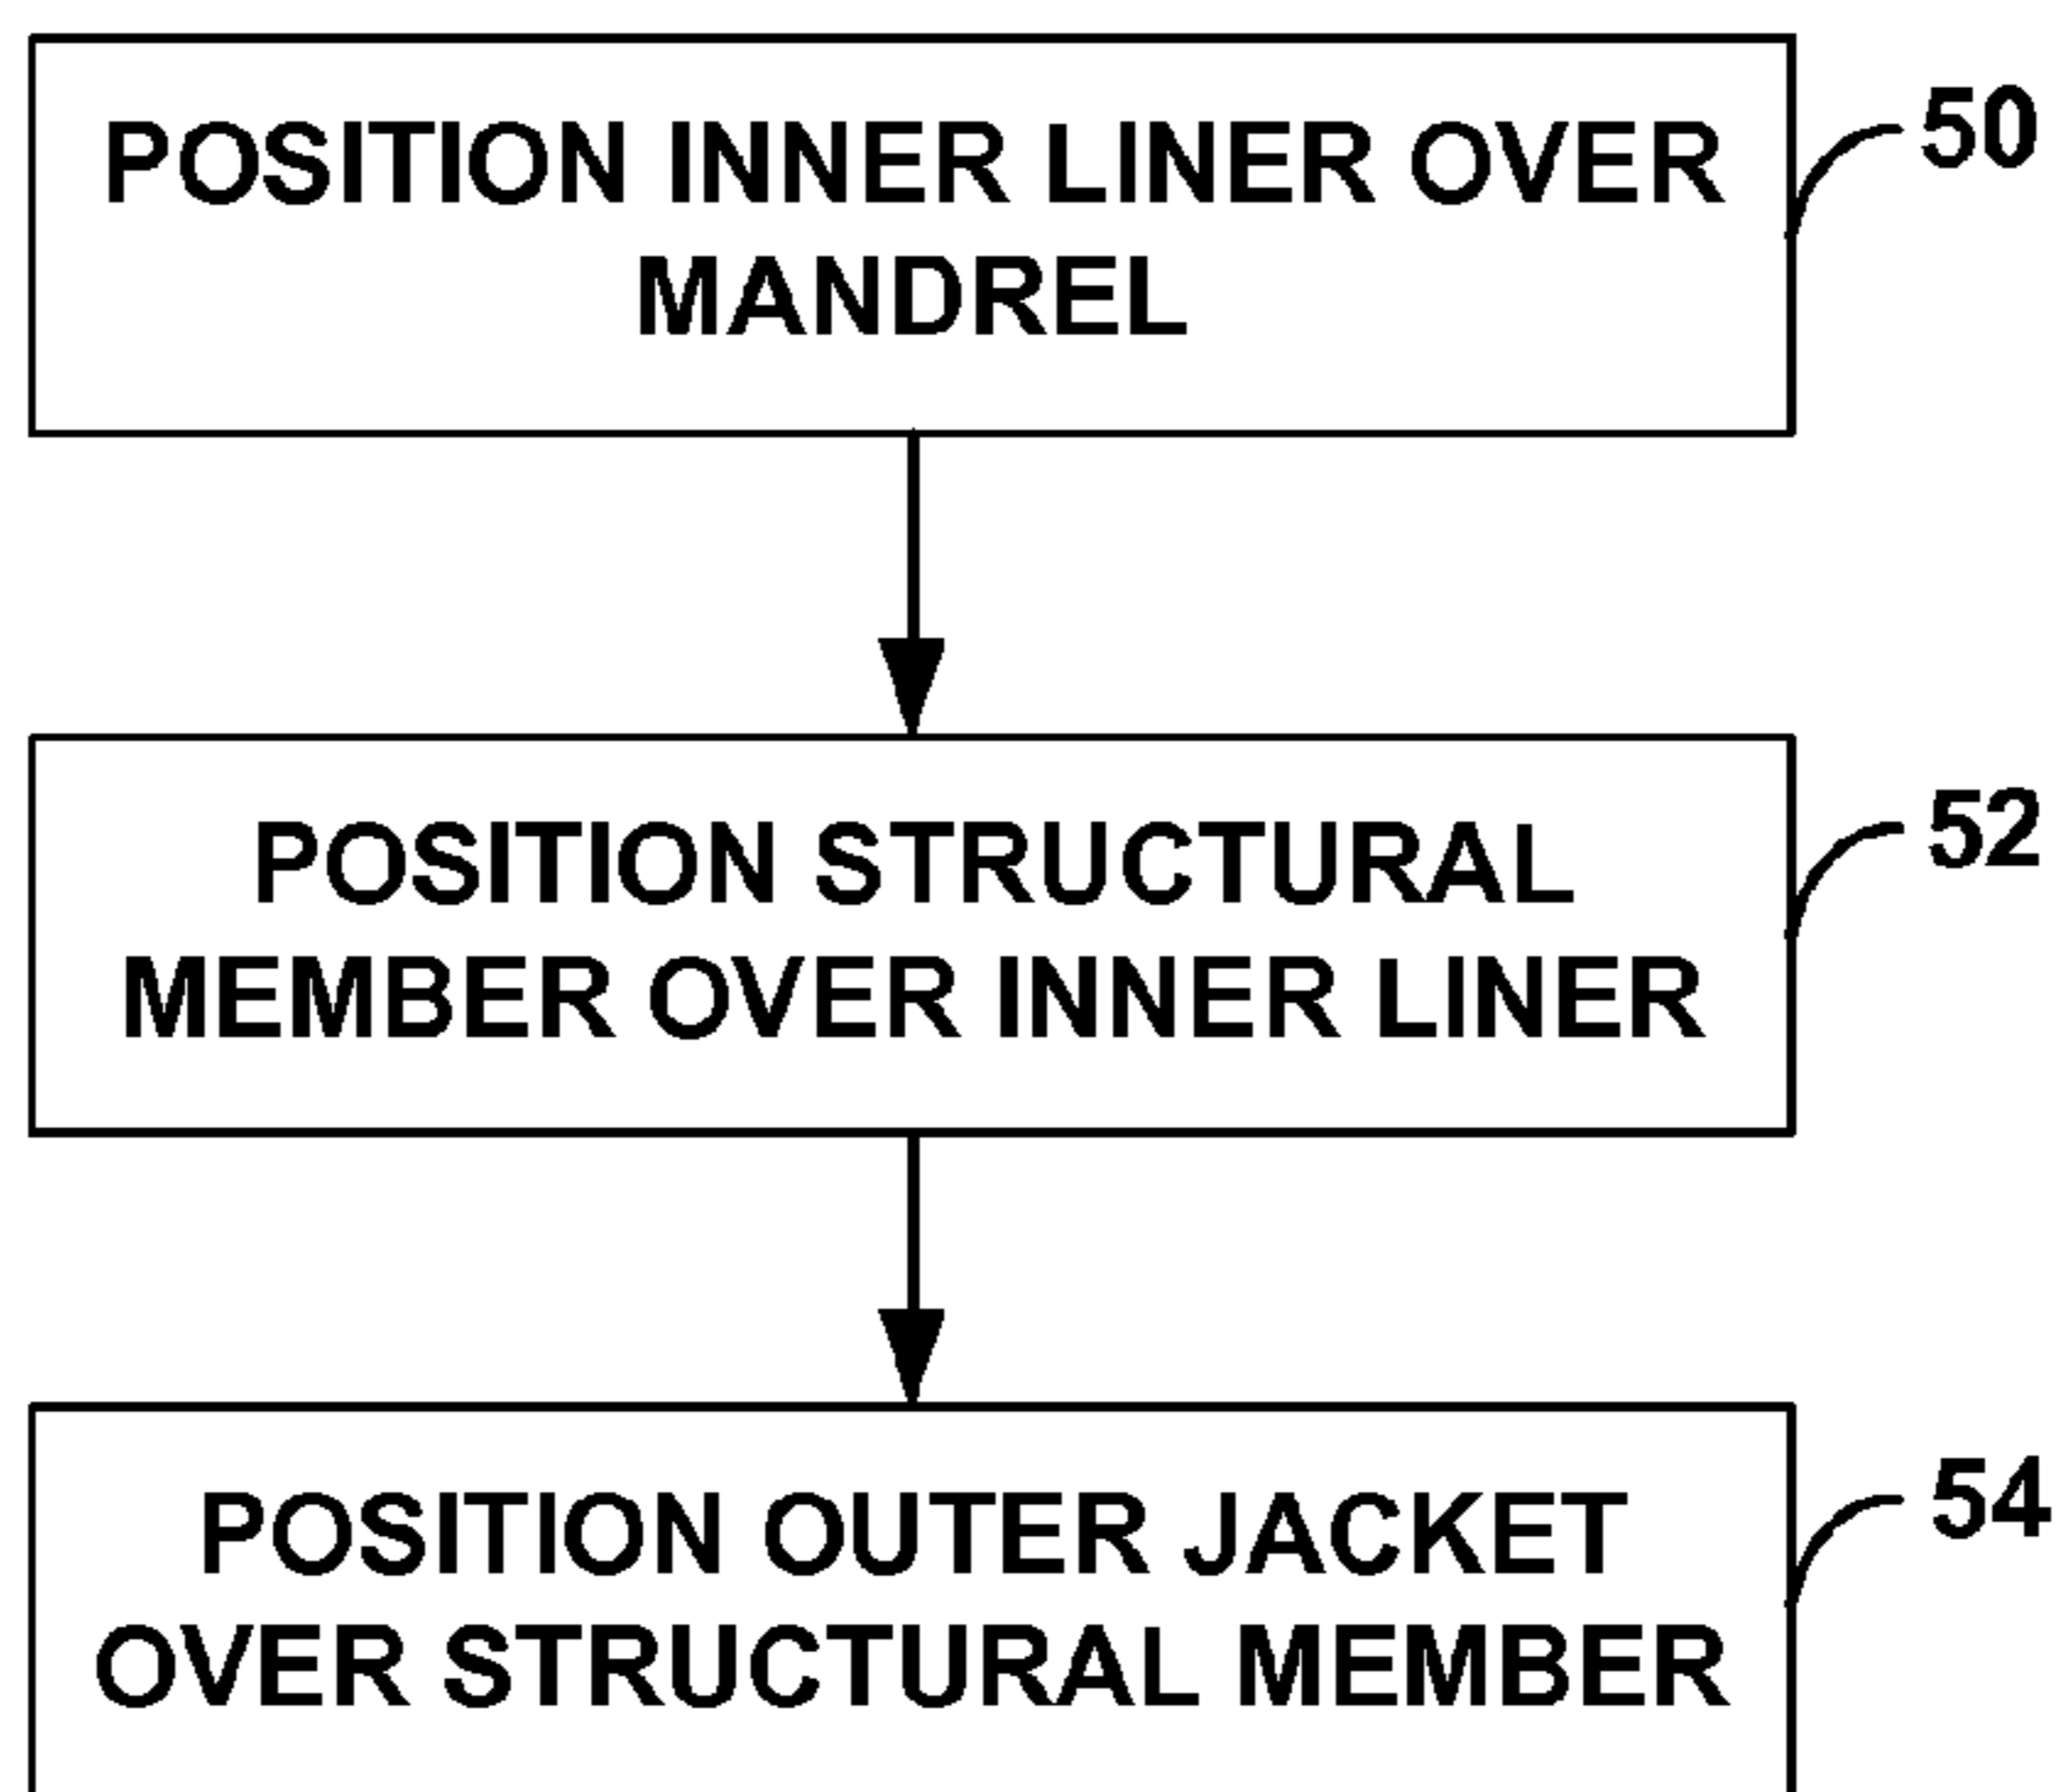 POSITION INNER LINER OVER
MANDREL
50
POSITION STRUCTURAL
MEMBER OVER INNER LINER
52
POSITION OUTER JACKET
OVER STRUCTURAL MEMBER
54